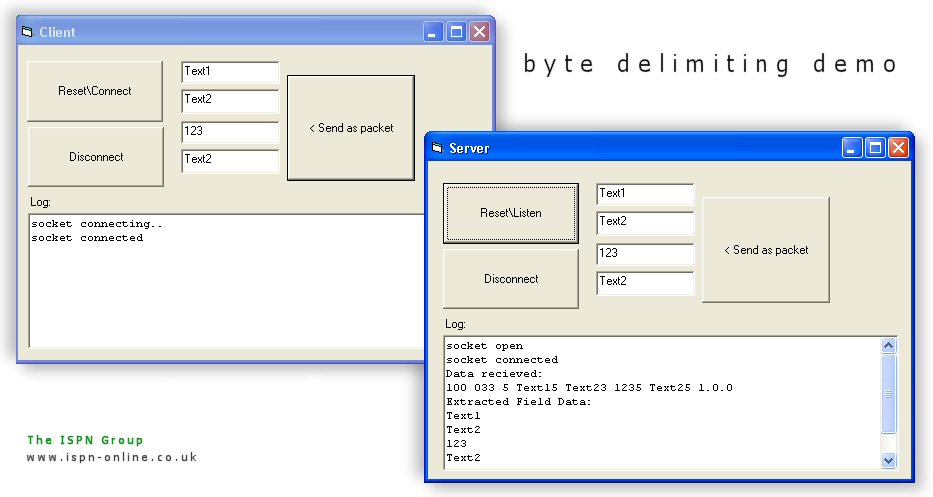 Client
byte delimiting demo
Reset\Connect
Text1
Text2
< Send as packet
123
Disconnect
Text2
Log:
socket connecting..
socket connected
Server
Reset\Listen
Text1
Text2
< Send as packet
123
Disconnect
Text2
Log:
socket open
socket connected
Data recieved:
100 033 5 Text15 Text23 1235 Text25 1.0.0
Extracted Field Data:
Text1
Text2
123
Text2
The ISPN Group
www.ispn-online.co.uk